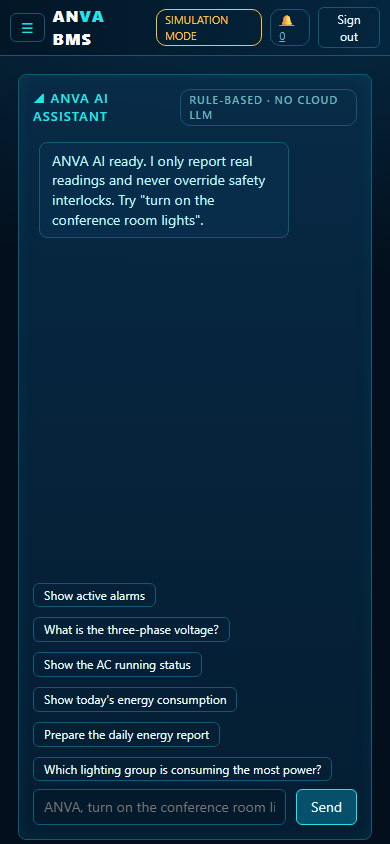 ☰ ANVA BMS
SIMULATION MODE
🔔 0
Sign out
◢ ANVA AI ASSISTANT
RULE-BASED · NO CLOUD LLM
ANVA AI ready. I only report real
readings and never override safety
interlocks. Try "turn on the
conference room lights".
Show active alarms
What is the three-phase voltage?
Show the AC running status
Show today's energy consumption
Prepare the daily energy report
Which lighting group is consuming the most power?
ANVA, turn on the conference room li
Send